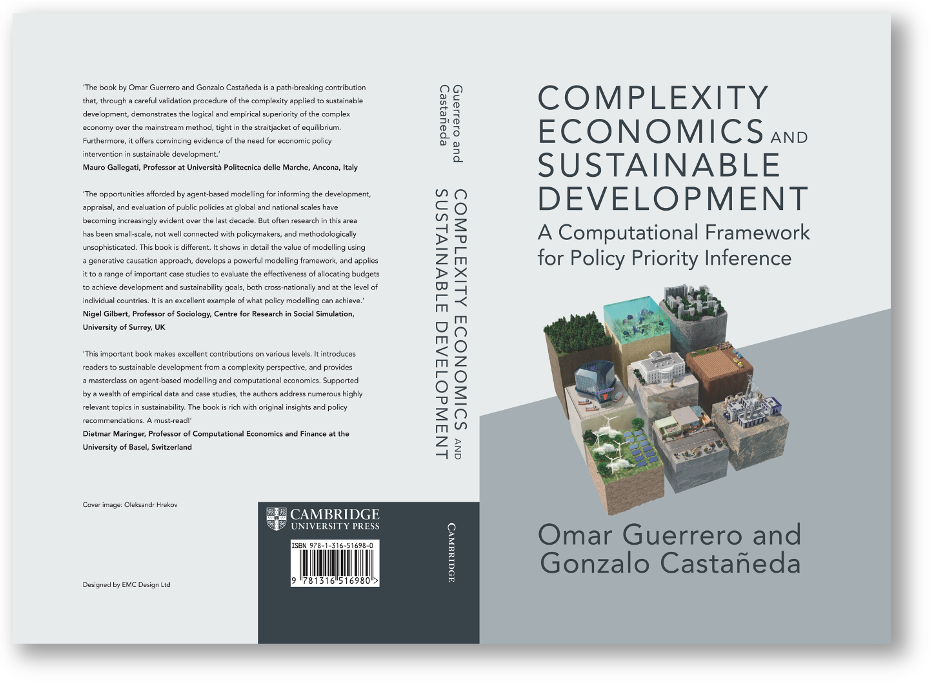 'The book by Omar Guerrero and Gonzalo Castañeda is a path-breaking contribution
that, through a careful validation procedure of the complexity applied to sustainable
development, demonstrates the logical and empirical superiority of the complex
economy over the mainstream method, tight in the straitjacket of equilibrium.
Furthermore, it offers convincing evidence of the need for economic policy
intervention in sustainable development.'
Mauro Gallegati, Professor at Università Politecnica delle Marche, Ancona, Italy
'The opportunities afforded by agent-based modelling for informing the development,
appraisal, and evaluation of public policies at global and national scales have
becoming increasingly evident over the last decade. But often research in this area
has been small-scale, not well connected with policymakers, and methodologically
unsophisticated. This book is different. It shows in detail the value of modelling using
a generative causation approach, develops a powerful modelling framework, and applies
it to a range of important case studies to evaluate the effectiveness of allocating budgets
to achieve development and sustainability goals, both cross-nationally and at the level of
individual countries. It is an excellent example of what policy modelling can achieve.'
Nigel Gilbert, Professor of Sociology, Centre for Research in Social Simulation,
University of Surrey, UK
'This important book makes excellent contributions on various levels. It introduces
readers to sustainable development from a complexity perspective, and provides
a masterclass on agent-based modelling and computational economics. Supported
by a wealth of empirical data and case studies, the authors address numerous highly
relevant topics in sustainability. The book is rich with original insights and policy
recommendations. A must-read!'
Dietmar Maringer, Professor of Computational Economics and Finance at the
University of Basel, Switzerland
Cover image: Oleksandr Hrekov
Designed by EMC Design Ltd
CAMBRIDGE
UNIVERSITY PRESS
ISBN 978-1-316-51698-0
9 781316 516980 >
Guerrero and
Castañeda
COMPLEXITY ECONOMICS AND
SUSTAINABLE DEVELOPMENT
CAMBRIDGE
COMPLEXITY
ECONOMICS AND
SUSTAINABLE
DEVELOPMENT
A Computational Framework
for Policy Priority Inference
Omar Guerrero and
Gonzalo Castañeda